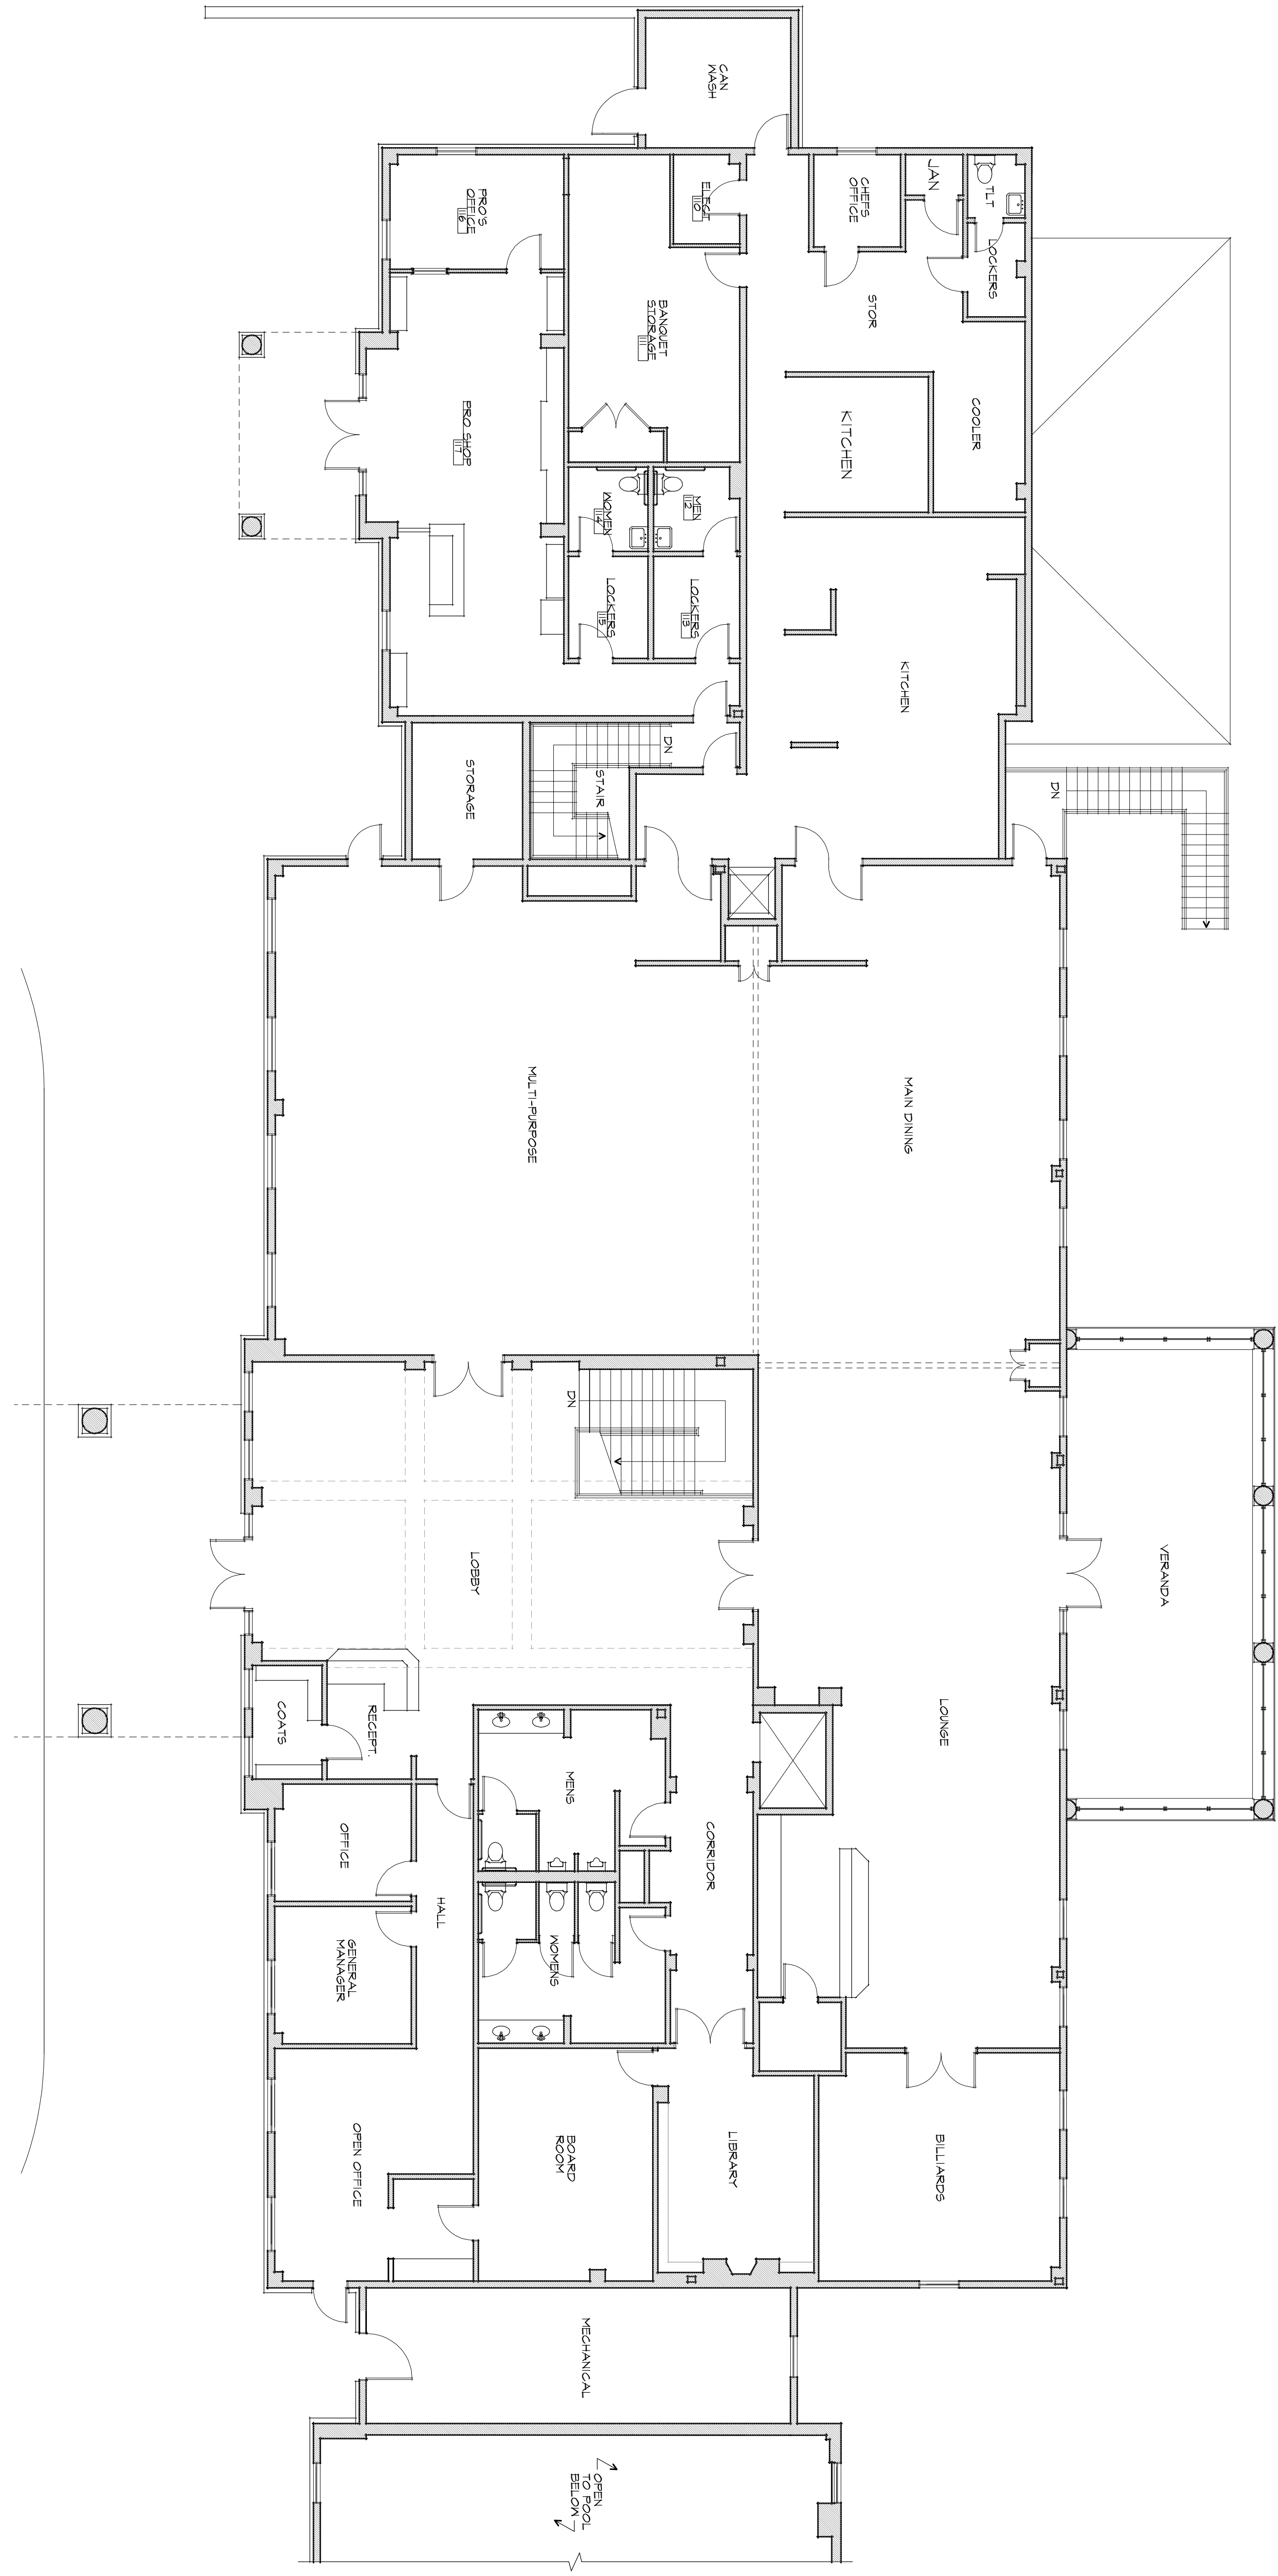 CAN
WASH
PRO'S
OFFICE
116
ELECT
110
CHEFS
OFFICE
JAN
TLT
LOCKERS
BANQUET
STORAGE
111
STOR
PRO SHOP
117
KITCHEN
COOLER
WOMEN
114
MEN
112
LOCKERS
115
LOCKERS
113
KITCHEN
STORAGE
STAIR
DN
DN
MULTI-PURPOSE
MAIN DINING
DN
LOBBY
VERANDA
COATS
RECEPT.
LOUNGE
MENS
CORRIDOR
OFFICE
HALL
GENERAL
MANAGER
WOMENS
OPEN OFFICE
BOARD
ROOM
LIBRARY
BILLIARDS
MECHANICAL
OPEN
TO POOL
BELOW